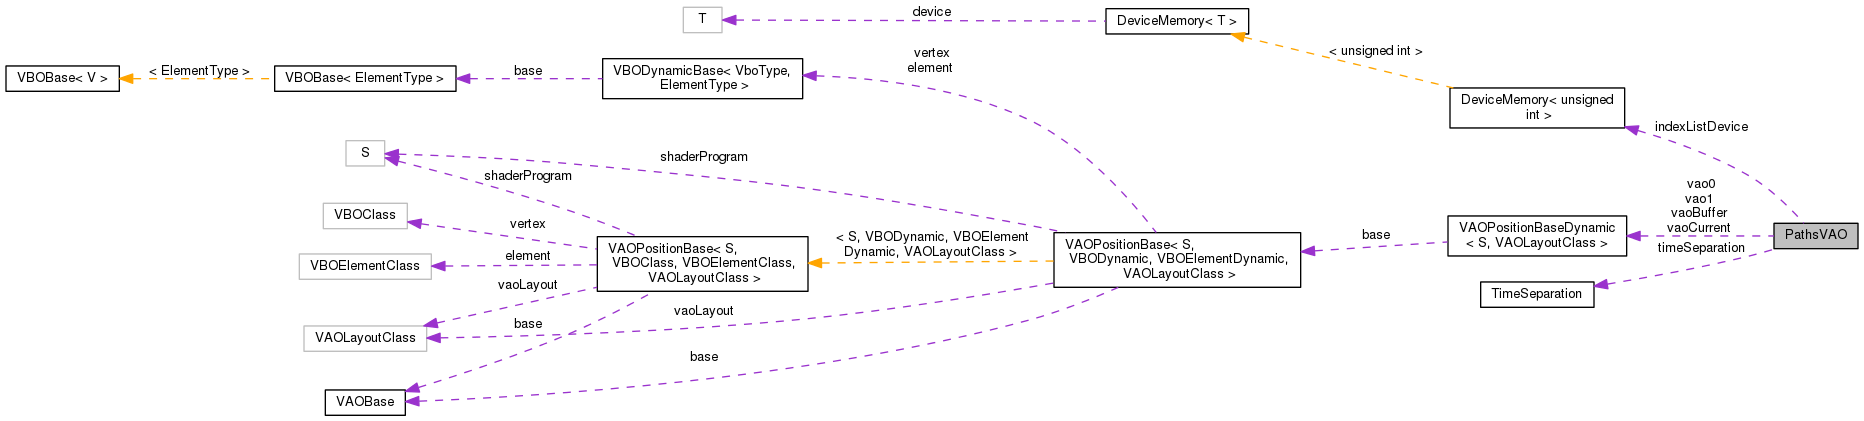 T
device
DeviceMemory< T >
< unsigned int >
vertex
element
VBOBase< V >
< ElementType >
VBOBase< ElementType >
base
VBODynamicBase< VboType,
ElementType >
DeviceMemory< unsigned
int >
indexListDevice
S
shaderProgram
shaderProgram
VBOClass
vertex
VBOElementClass
element
VAOPositionBase< S,
VBOClass, VBOElementClass,
VAOLayoutClass >
< S, VBODynamic, VBOElement
Dynamic, VAOLayoutClass >
VAOPositionBase< S,
VBODynamic, VBOElementDynamic,
VAOLayoutClass >
base
VAOPositionBaseDynamic
< S, VAOLayoutClass >
vao0
vao1
vaoBuffer
vaoCurrent
timeSeparation
PathsVAO
TimeSeparation
vaoLayout
vaoLayout
VAOLayoutClass
base
base
VAOBase